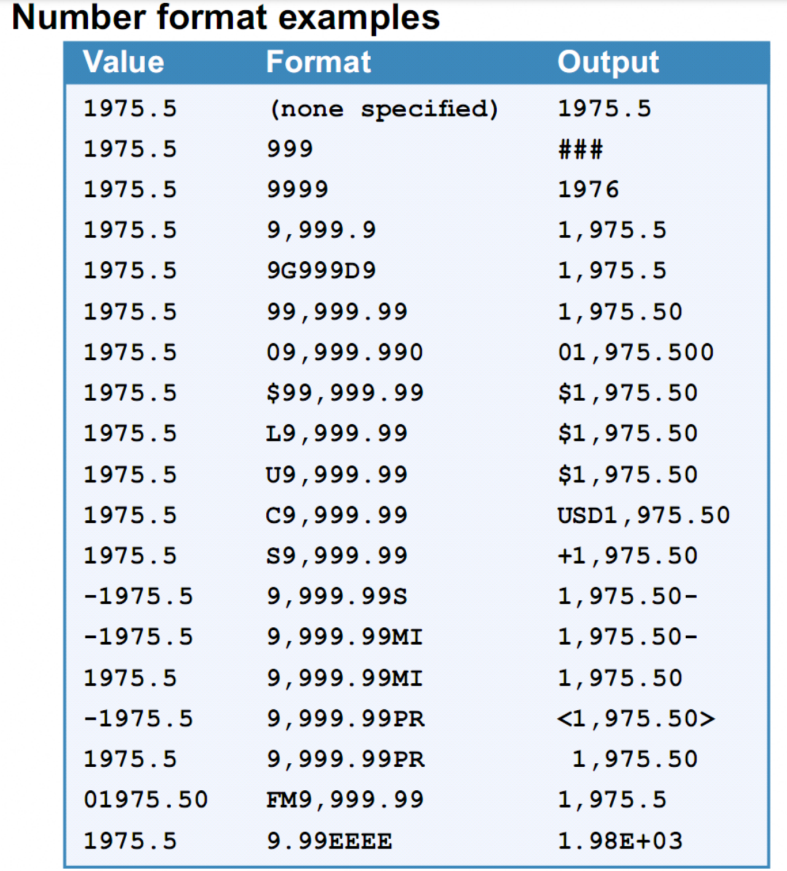 Number format examples
Value Format Output
1975.5 (none specified) 1975.5
1975.5 999 ###
1975.5 9999 1976
1975.5 9,999.9 1,975.5
1975.5 9G999D9 1,975.5
1975.5 99,999.99 1,975.50
1975.5 09,999.990 01,975.500
1975.5 $99,999.99 $1,975.50
1975.5 L9,999.99 $1,975.50
1975.5 U9,999.99 $1,975.50
1975.5 C9,999.99 USD1,975.50
1975.5 S9,999.99 +1,975.50
-1975.5 9,999.99S 1,975.50-
-1975.5 9,999.99MI 1,975.50-
1975.5 9,999.99MI 1,975.50
-1975.5 9,999.99PR <1,975.50>
1975.5 9,999.99PR 1,975.50
01975.50 FM9,999.99 1,975.5
1975.5 9.99EEEE 1.98E+03